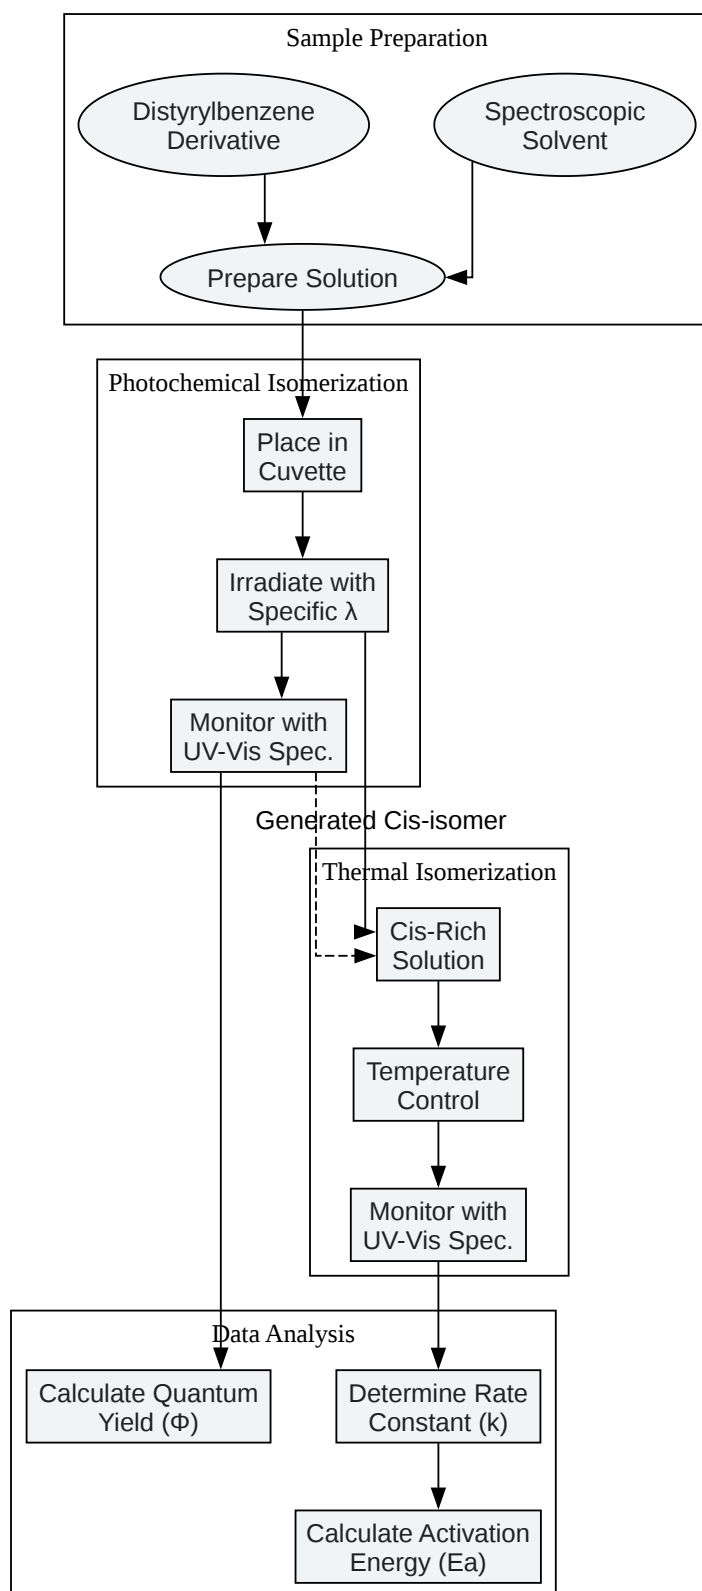 Sample Preparation
Distyrylbenzene
Derivative
Spectroscopic
Solvent
Prepare Solution
Photochemical Isomerization
Place in
Cuvette
Irradiate with
Specific λ
Monitor with
UV-Vis Spec.
Generated Cis-isomer
Thermal Isomerization
Cis-Rich
Solution
Temperature
Control
Monitor with
UV-Vis Spec.
Data Analysis
Calculate Quantum
Yield (Φ)
Determine Rate
Constant (k)
Calculate Activation
Energy (Ea)